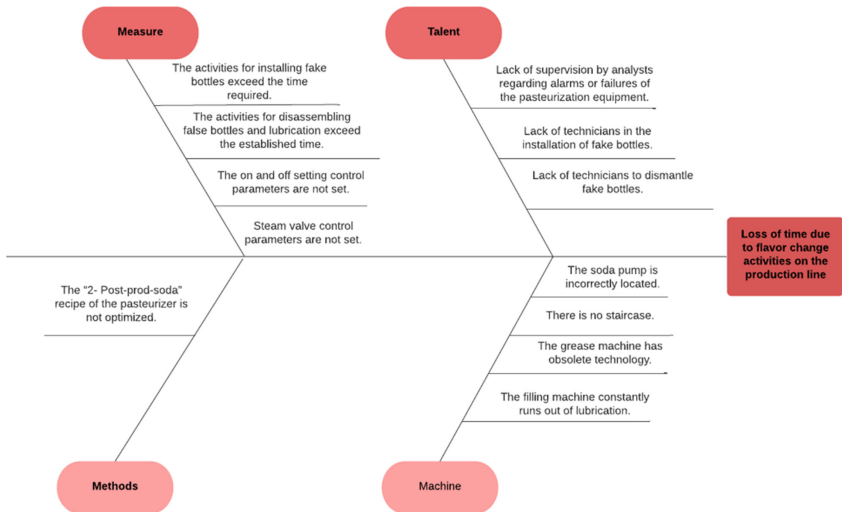 Measure
Talent
The activities for installing fake
bottles exceed the time
required.
The activities for disassembling
false bottles and lubrication exceed
the established time.
The on and off setting control
parameters are not set.
Steam valve control
parameters are not set.
Lack of supervision by analysts
regarding alarms or failures of
the pasteurization equipment.
Lack of technicians in the
installation of fake bottles.
Lack of technicians to dismantle
fake bottles.
Loss of time due
to flavor change
activities on the
production line
The "2- Post-prod-soda"
recipe of the pasteurizer is
not optimized.
The soda pump is
incorrectly located.
There is no staircase.
The grease machine has
obsolete technology.
The filling machine constantly
runs out of lubrication.
Methods
Machine